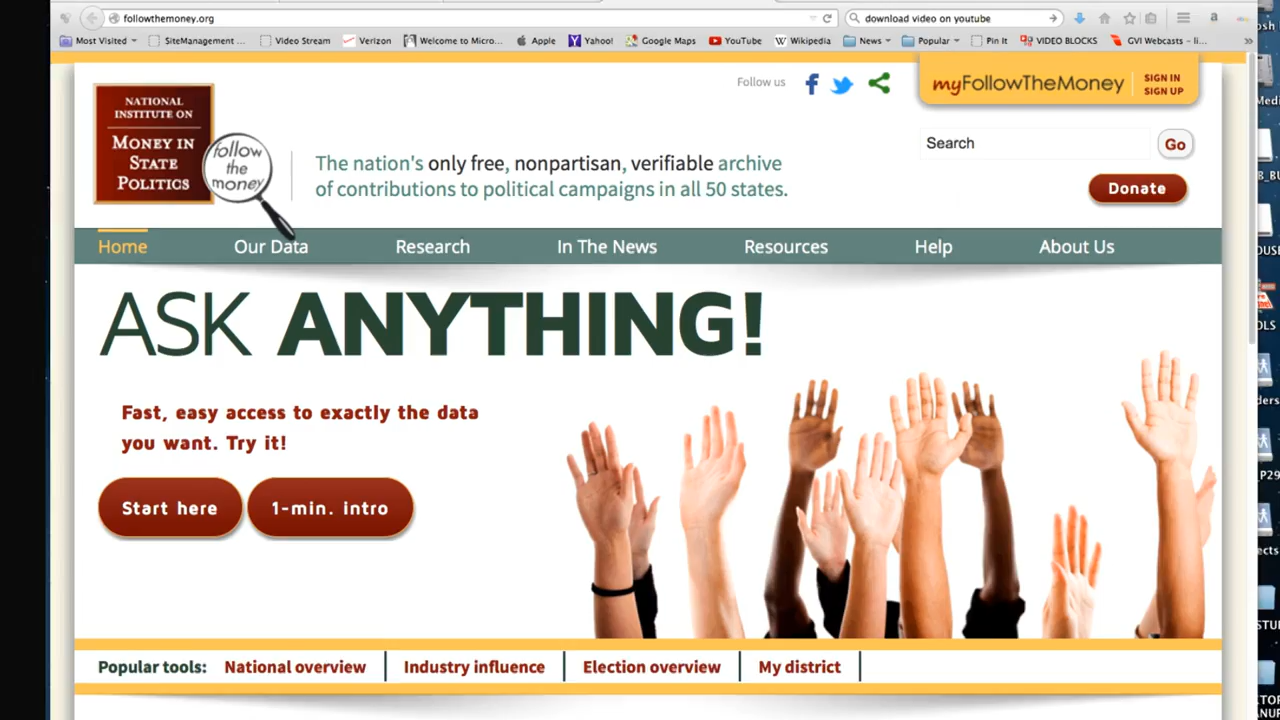 followthemoney.org
download video on youtube
Most Visited
SiteManagement ...
Video Stream
Verizon
Welcome to Micro...
Apple
Yahoo!
Google Maps
YouTube
Wikipedia
News
Popular
Pin It
VIDEO BLOCKS
GVI Webcasts – li...
Follow us
myFollowTheMoney
SIGN IN
SIGN UP
NATIONAL
INSTITUTE ON
MONEY IN
STATE
POLITICS
follow
the
money
The nation's only free, nonpartisan, verifiable archive
of contributions to political campaigns in all 50 states.
Search
Go
Donate
Home
Our Data
Research
In The News
Resources
Help
About Us
ASK ANYTHING!
Fast, easy access to exactly the data
you want. Try it!
Start here
1-min. intro
Popular tools:
National overview
Industry influence
Election overview
My district